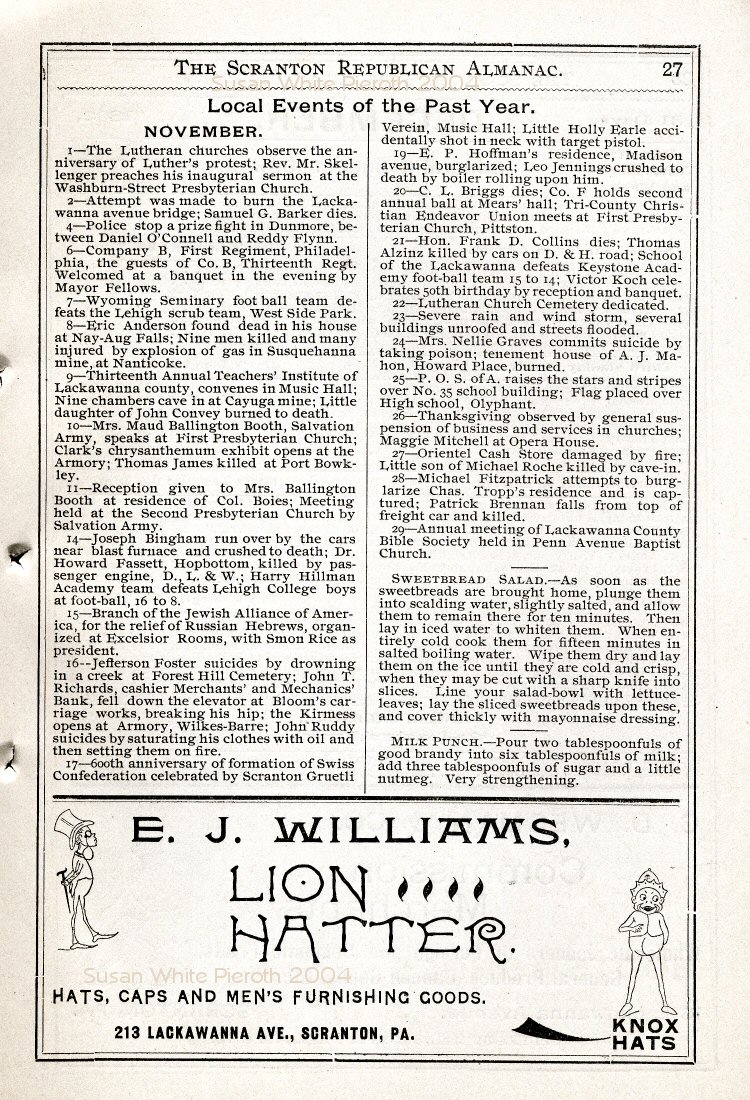 THE SCRANTON REPUBLICAN ALMANAC. 27
Susan White Pieroth 2004
Local Events of the Past Year.
NOVEMBER.
1—The Lutheran churches observe the an-
niversary of Luther's protest; Rev. Mr. Skel-
lenger preaches his inaugural sermon at the
Washburn-Street Presbyterian Church.
2—Attempt was made to burn the Lacka-
wanna avenue bridge; Samuel G. Barker dies.
4—Police stop a prize fight in Dunmore, be-
tween Daniel O'Connell and Reddy Flynn.
6—Company B, First Regiment, Philadel-
phia, the guests of Co. B, Thirteenth Regt.
Welcomed at a banquet in the evening by
Mayor Fellows.
7—Wyoming Seminary foot ball team de-
feats the Lehigh scrub team, West Side Park.
8—Eric Anderson found dead in his house
at Nay-Aug Falls; Nine men killed and many
injured by explosion of gas in Susquehanna
mine, at Nanticoke.
9—Thirteenth Annual Teachers' Institute of
Lackawanna county, convenes in Music Hall;
Nine chambers cave in at Cayuga mine; Little
daughter of John Convey burned to death.
10—Mrs. Maud Ballington Booth, Salvation
Army, speaks at First Presbyterian Church;
Clark's chrysanthemum exhibit opens at the
Armory; Thomas James killed at Port Bowk-
ley.
11—Reception given to Mrs. Ballington
Booth at residence of Col. Boies; Meeting
held at the Second Presbyterian Church by
Salvation Army.
14—Joseph Bingham run over by the cars
near blast furnace and crushed to death; Dr.
Howard Fassett, Hopbottom, killed by pas-
senger engine, D., L. & W.; Harry Hillman
Academy team defeats Lehigh College boys
at foot-ball, 16 to 8.
15—Branch of the Jewish Alliance of Amer-
ica, for the relief of Russian Hebrews, organ-
ized at Excelsior Rooms, with Smon Rice as
president.
16--Jefferson Foster suicides by drowning
in a creek at Forest Hill Cemetery; John T.
Richards, cashier Merchants' and Mechanics'
Bank, fell down the elevator at Bloom's car-
riage works, breaking his hip; the Kirmess
opens at Armory, Wilkes-Barre; John Ruddy
suicides by saturating his clothes with oil and
then setting them on fire.
17—600th anniversary of formation of Swiss
Confederation celebrated by Scranton Gruetli
Verein, Music Hall; Little Holly Earle acci-
dentally shot in neck with target pistol.
19—E. P. Hoffman's residence, Madison
avenue, burglarized; Leo Jennings crushed to
death by boiler rolling upon him.
20—C. L. Briggs dies; Co. F holds second
annual ball at Mears' hall; Tri-County Chris-
tian Endeavor Union meets at First Presby-
terian Church, Pittston.
21—Hon. Frank D. Collins dies; Thomas
Alzinz killed by cars on D. & H. road; School
of the Lackawanna defeats Keystone Acad-
emy foot-ball team 15 to 14; Victor Koch cele-
brates 50th birthday by reception and banquet.
22—Lutheran Church Cemetery dedicated.
23—Severe rain and wind storm, several
buildings unroofed and streets flooded.
24—Mrs. Nellie Graves commits suicide by
taking poison; tenement house of A. J. Ma-
hon, Howard Place, burned.
25—P. O. S. of A. raises the stars and stripes
over No. 35 school building; Flag placed over
High school, Olyphant.
26—Thanksgiving observed by general sus-
pension of business and services in churches;
Maggie Mitchell at Opera House.
27—Orientel Cash Store damaged by fire;
Little son of Michael Roche killed by cave-in.
28—Michael Fitzpatrick attempts to burg-
larize Chas. Tropp's residence and is cap-
tured; Patrick Brennan falls from top of
freight car and killed.
29—Annual meeting of Lackawanna County
Bible Society held in Penn Avenue Baptist
Church.
SWEETBREAD SALAD.—As soon as the
sweetbreads are brought home, plunge them
into scalding water, slightly salted, and allow
them to remain there for ten minutes. Then
lay in iced water to whiten them. When en-
tirely cold cook them for fifteen minutes in
salted boiling water. Wipe them dry and lay
them on the ice until they are cold and crisp,
when they may be cut with a sharp knife into
slices. Line your salad-bowl with lettuce-
leaves; lay the sliced sweetbreads upon these,
and cover thickly with mayonnaise dressing.
MILK PUNCH.—Pour two tablespoonfuls of
good brandy into six tablespoonfuls of milk;
add three tablespoonfuls of sugar and a little
nutmeg. Very strengthening.
E. J. WILLIAMS,
LION
HATTER.
Susan White Pieroth 2004
HATS, CAPS AND MEN'S FURNISHING GOODS.
213 LACKAWANNA AVE., SCRANTON, PA.
KNOX
HATS